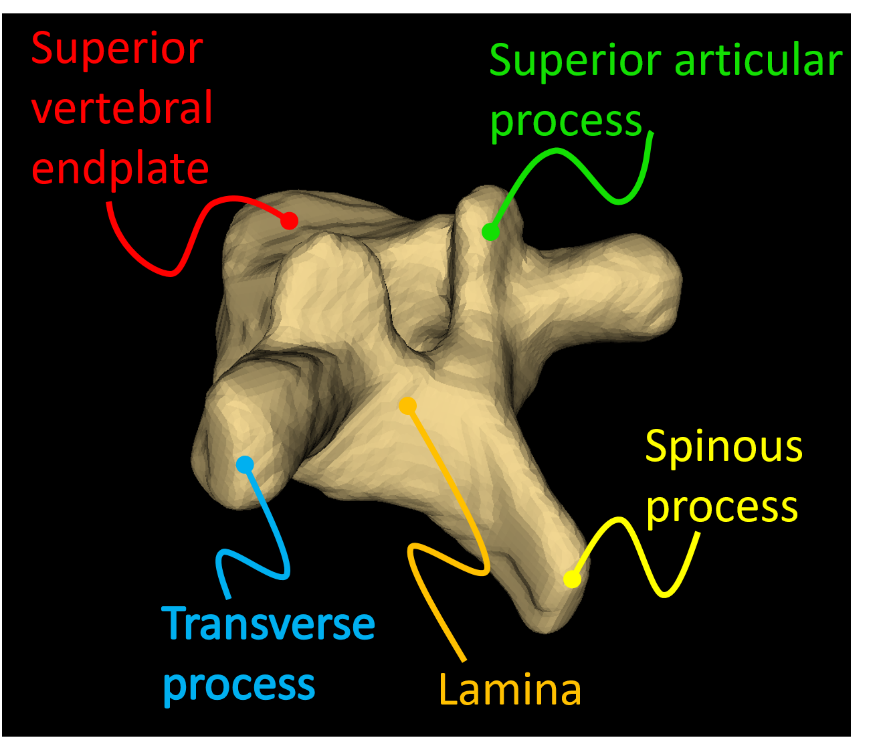 Superior
vertebral
endplate
Superior articular
process
Spinous
process
Transverse
process
Lamina